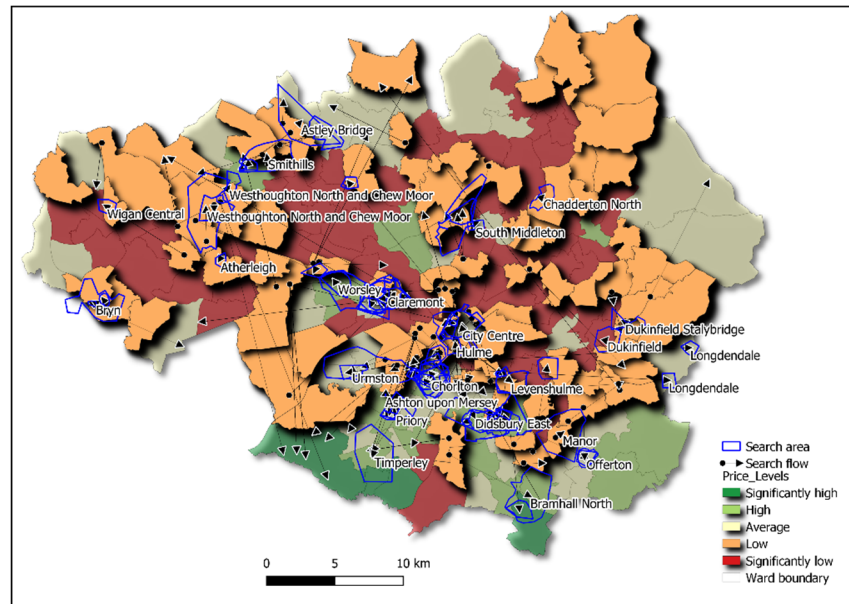 Astley Bridge
Smithills
Westhoughton North and Chew Moor
Wigan Central
Westhoughton North and Chew Moor
Chadderton North
South Middleton
Atherleigh
Worsley
Claremont
Bryn
City Centre
Dukinfield Stalybridge
Hulme
Dukinfield
Longdendale
Urmston
Chorlton
Levenshulme
Longdendale
Ashton upon Mersey
Priory
Didsbury East
Manor
Timperley
Offerton
Bramhall North
Search area
Search flow
Price_Levels
Significantly high
High
Average
Low
Significantly low
Ward boundary
0 5 10 km